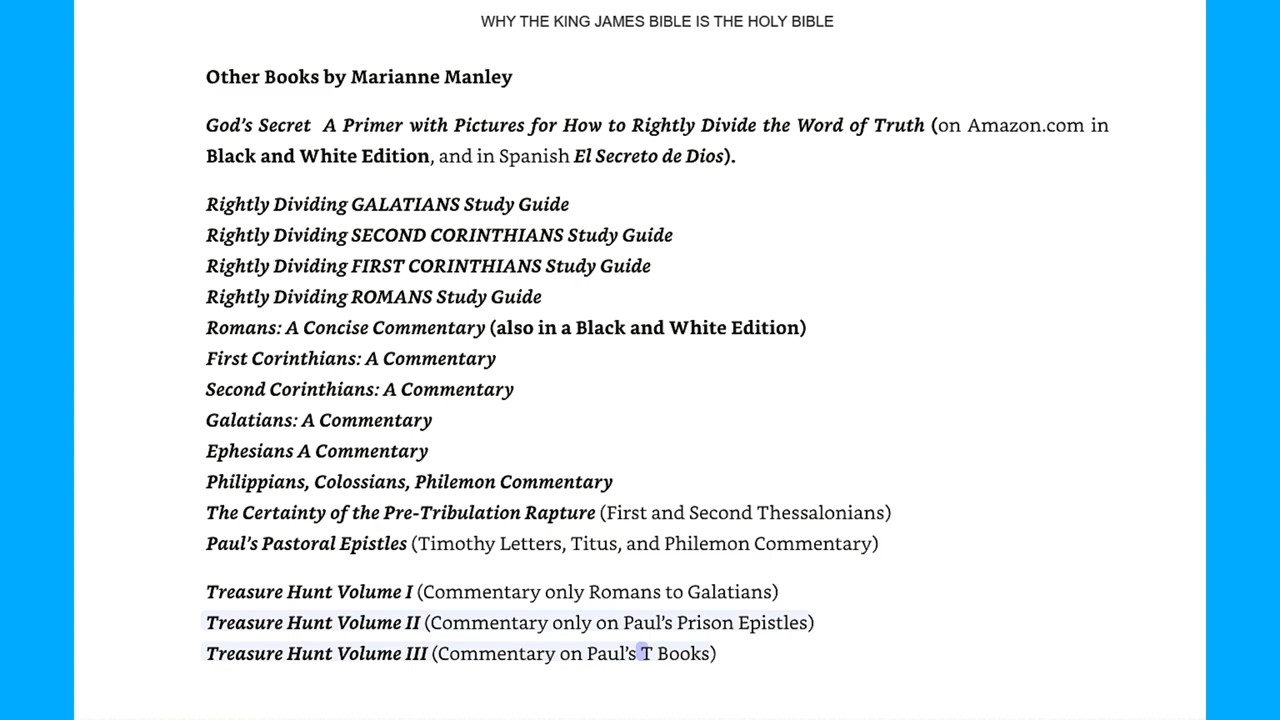 WHY THE KING JAMES BIBLE IS THE HOLY BIBLE
Other Books by Marianne Manley
God's Secret  A Primer with Pictures for How to Rightly Divide the Word of Truth (on Amazon.com in
Black and White Edition, and in Spanish El Secreto de Dios).
Rightly Dividing GALATIANS Study Guide
Rightly Dividing SECOND CORINTHIANS Study Guide
Rightly Dividing FIRST CORINTHIANS Study Guide
Rightly Dividing ROMANS Study Guide
Romans: A Concise Commentary (also in a Black and White Edition)
First Corinthians: A Commentary
Second Corinthians: A Commentary
Galatians: A Commentary
Ephesians A Commentary
Philippians, Colossians, Philemon Commentary
The Certainty of the Pre-Tribulation Rapture (First and Second Thessalonians)
Paul's Pastoral Epistles (Timothy Letters, Titus, and Philemon Commentary)
Treasure Hunt Volume I (Commentary only Romans to Galatians)
Treasure Hunt Volume II (Commentary only on Paul's Prison Epistles)
Treasure Hunt Volume III (Commentary on Paul's T Books)